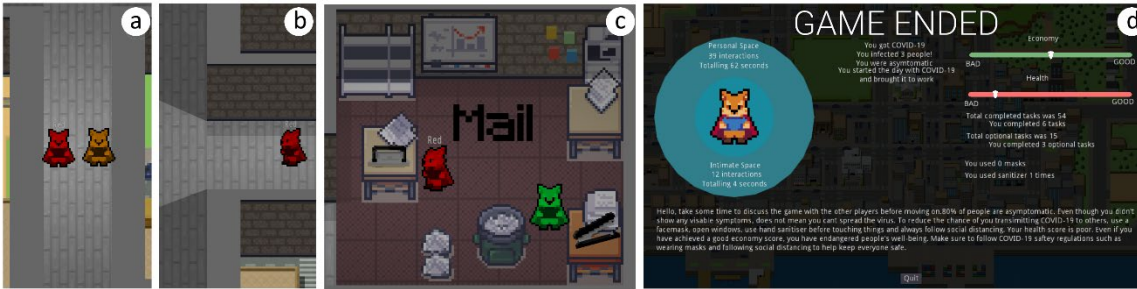 a
b
c
Mail
Red
d
GAME ENDED
Personal Space
99 interactions
Totalling 62 seconds
Intimate Space
12 interactions
Totalling 4 seconds
You got COVID-19
You infected 3 people!
You were asymtomatic
You started the day with COVID-19
and brought it to work
Economy
BAD
GOOD
Health
BAD
GOOD
Total completed tasks was 54
You completed 6 tasks
Total optional tasks was 15
You completed 3 optional tasks
You used 0 masks
You used sanitizer 1 times
Hello, take some time to discuss the game with the other players before moving on.80% of people are asymptomatic. Even though you didn't
show any visable symptoms, does not mean you cant spread the virus. To reduce the chance of you transimitting COVID-19 to others, use a
facemask, open windows, use hand sanitiser before touching things and always follow social distancing. Your health score is poor. Even if you
have achieved a good economy score, you have endangered people's well-being. Make sure to follow COVID-19 saftey regulations such as
wearing masks and following social distancing to help keep everyone safe.
Quit